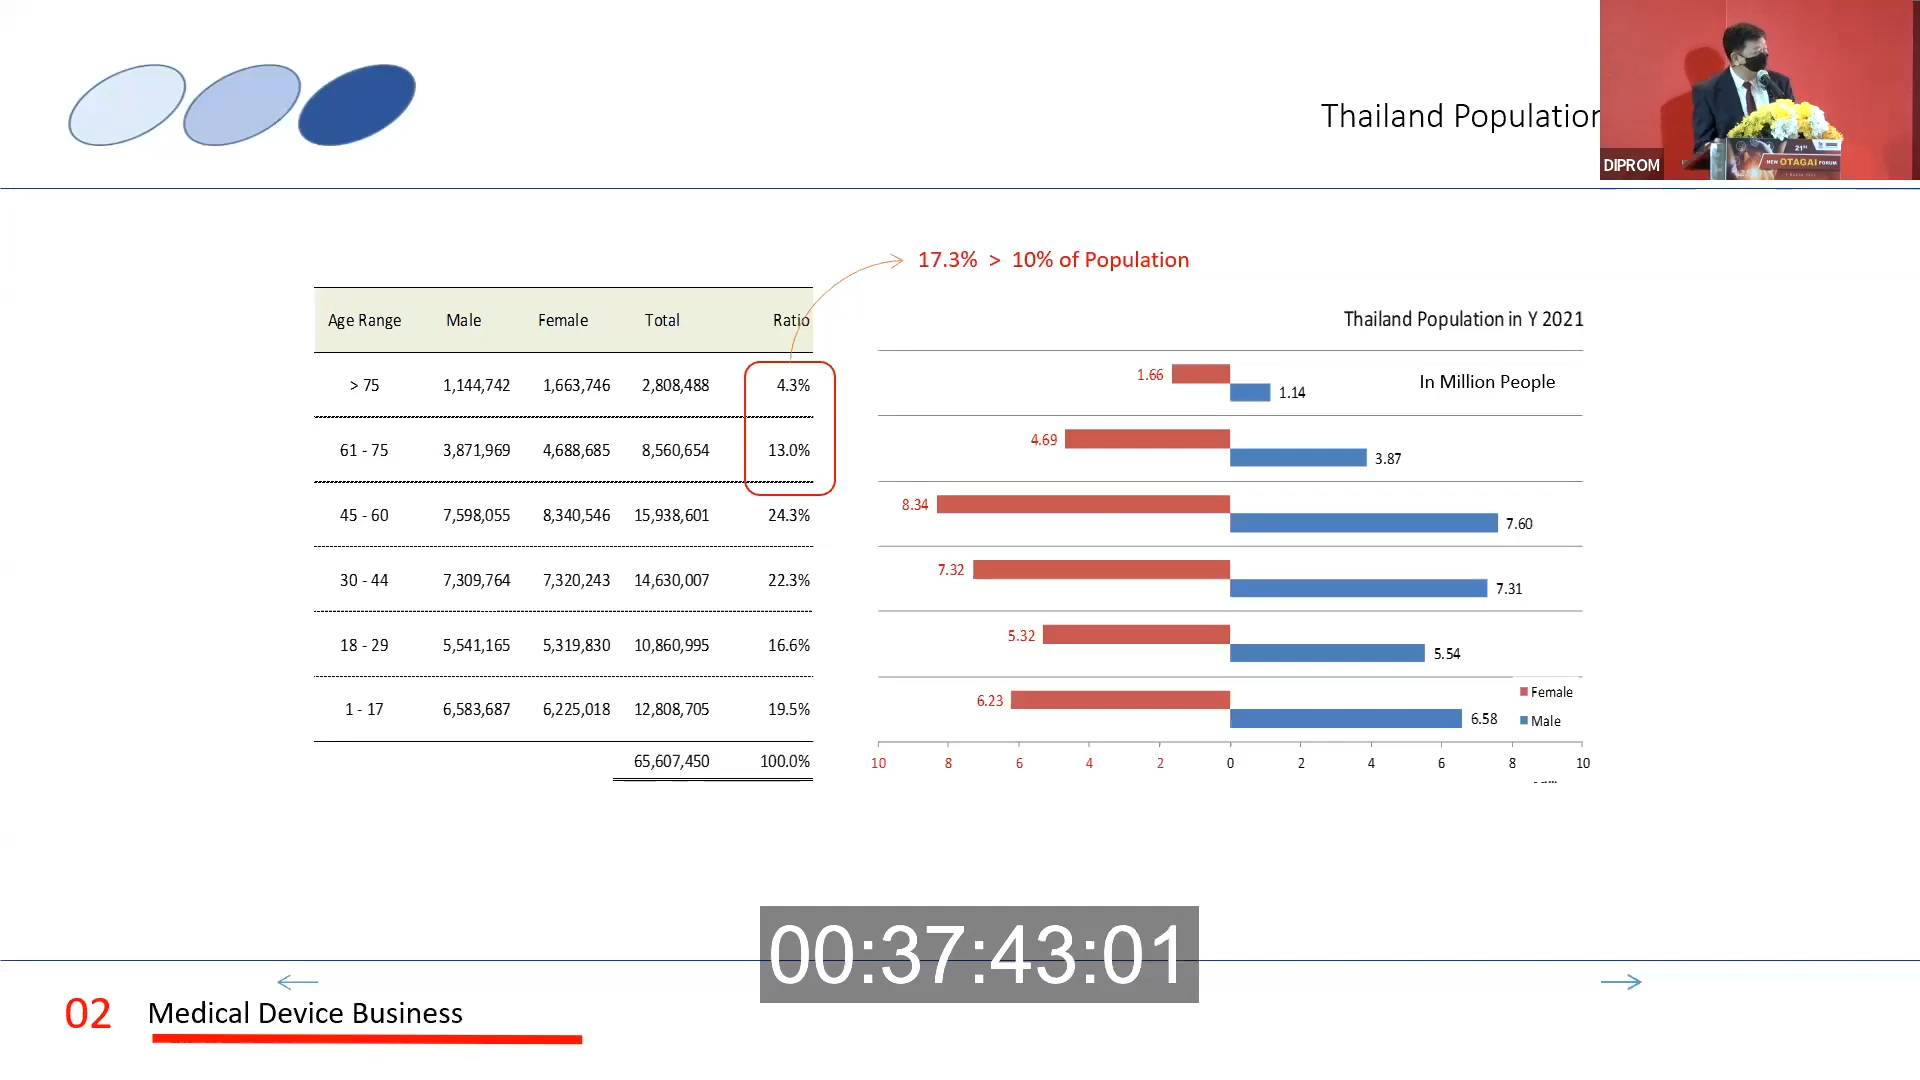 Thailand Population
DIPROM
21st
NEW OTAGAI FORUM
17.3% > 10% of Population
Age Range Male Female Total Ratio
> 75 1,144,742 1,663,746 2,808,488 4.3%
61 - 75 3,871,969 4,688,685 8,560,654 13.0%
45 - 60 7,598,055 8,340,546 15,938,601 24.3%
30 - 44 7,309,764 7,320,243 14,630,007 22.3%
18 - 29 5,541,165 5,319,830 10,860,995 16.6%
1 - 17 6,583,687 6,225,018 12,808,705 19.5%
65,607,450 100.0%
Thailand Population in Y 2021
In Million People
1.66 1.14
4.69 3.87
8.34 7.60
7.32 7.31
5.32 5.54
6.23 6.58
Female
Male
10 8 6 4 2 0 2 4 6 8 10
00:37:43:01
02 Medical Device Business